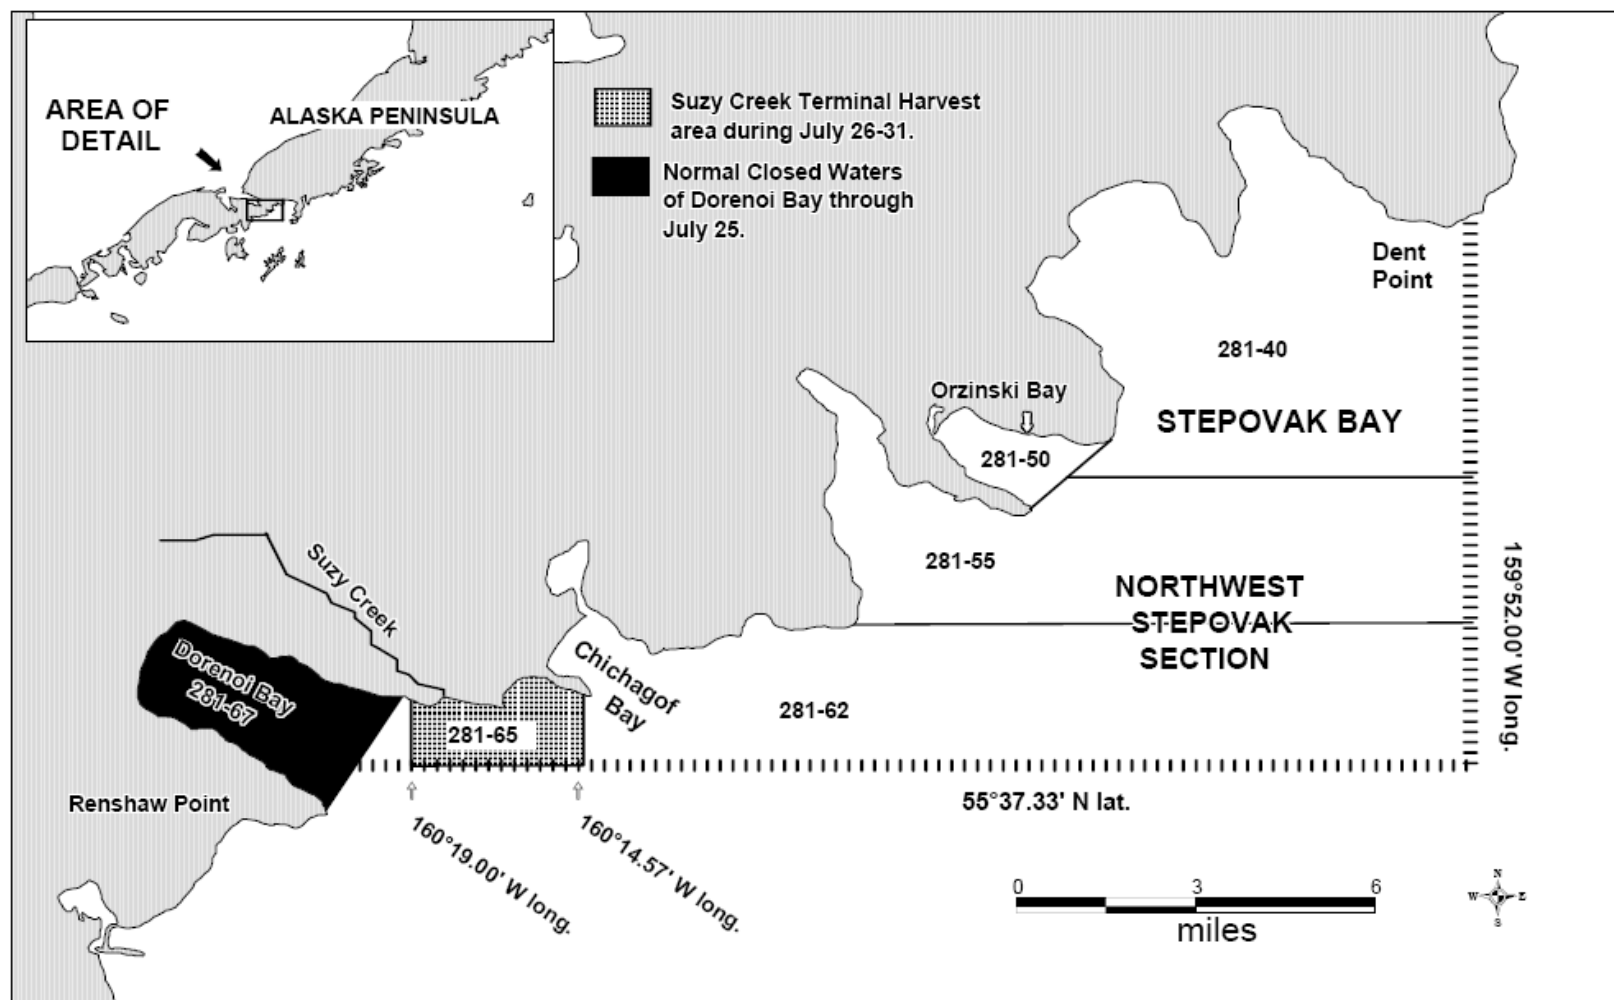 AREA OF
DETAIL
ALASKA PENINSULA
Suzy Creek Terminal Harvest
area during July 26-31.
Normal Closed Waters
of Dorenoi Bay through
July 25.
Dent
Point
281-40
Orzinski Bay
STEPOVAK BAY
281-50
281-55
NORTHWEST
STEPOVAK
SECTION
159°52.00' W long.
Suzy Creek
Dorenoi Bay
281-67
Chichagof
Bay
281-62
281-65
Renshaw Point
55°37.33' N lat.
160°19.00' W long.
160°14.57' W long.
0 3 6
miles
N
W E
S